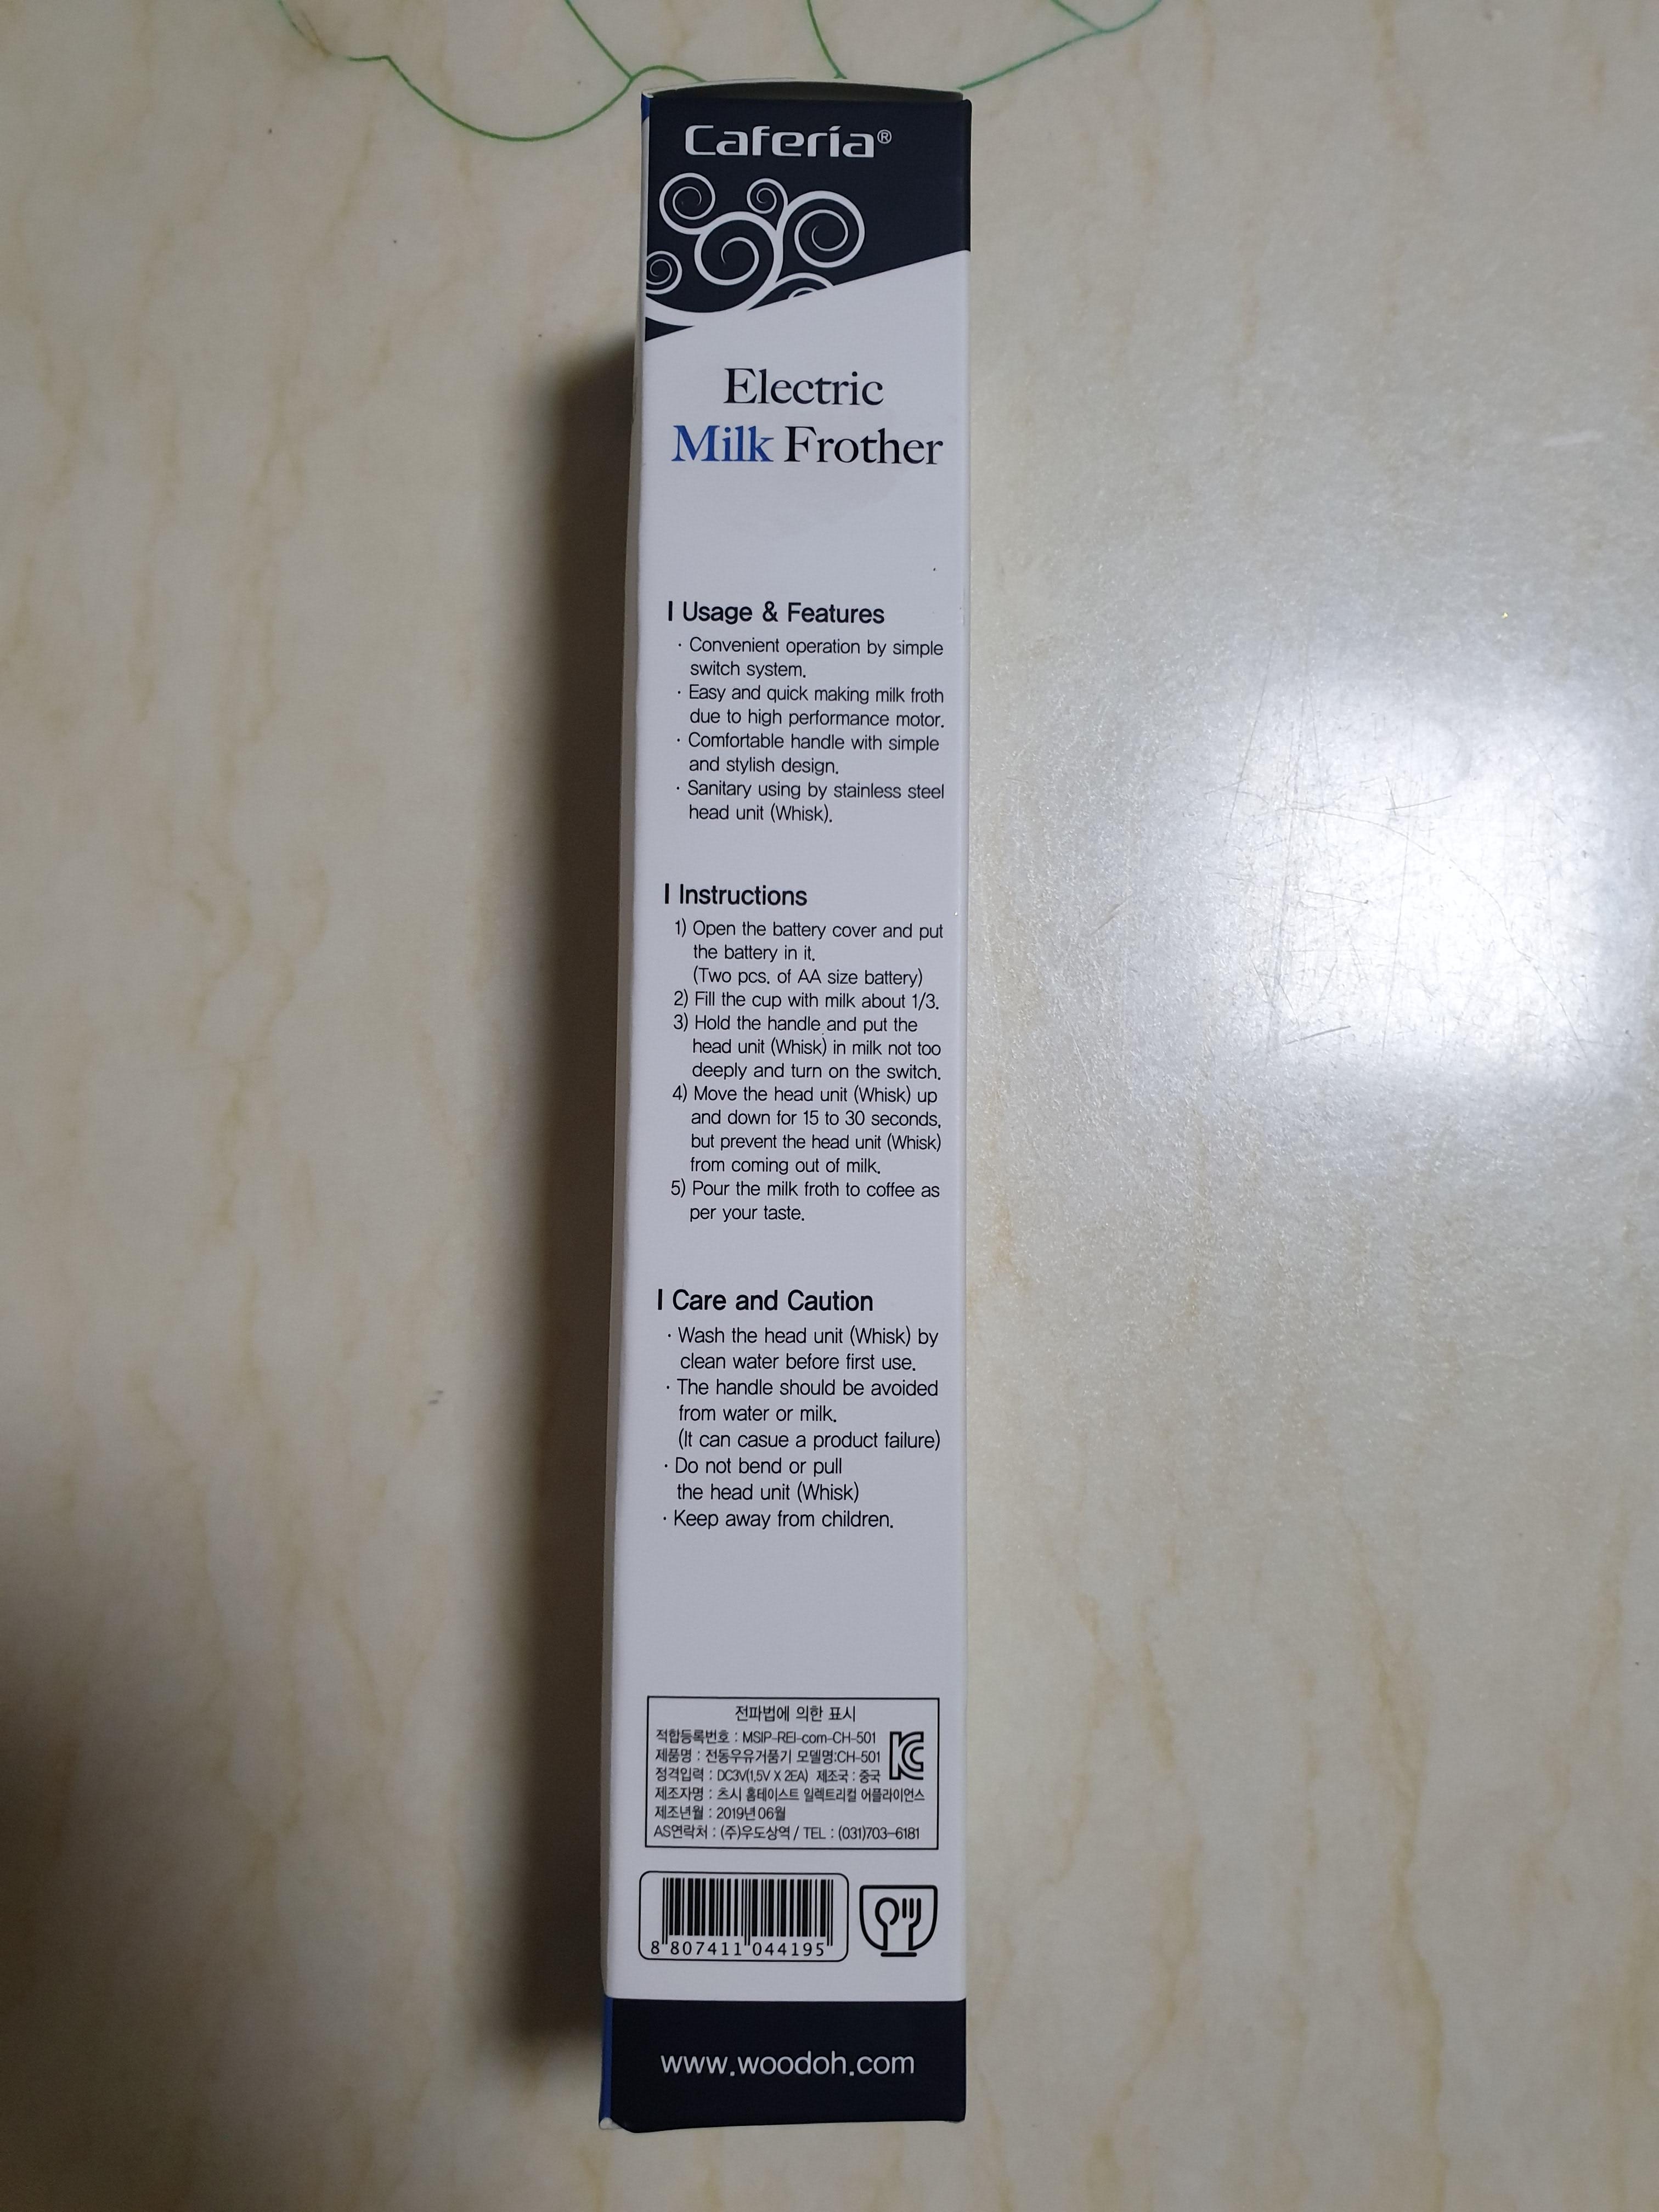 Cafería®
Electric
Milk Frother
| Usage & Features
· Convenient operation by simple
switch system.
· Easy and quick making milk froth
due to high performance motor.
· Comfortable handle with simple
and stylish design.
· Sanitary using by stainless steel
head unit (Whisk).
| Instructions
1) Open the battery cover and put
the battery in it.
(Two pcs. of AA size battery)
2) Fill the cup with milk about 1/3.
3) Hold the handle and put the
head unit (Whisk) in milk not too
deeply and turn on the switch.
4) Move the head unit (Whisk) up
and down for 15 to 30 seconds,
but prevent the head unit (Whisk)
from coming out of milk.
5) Pour the milk froth to coffee as
per your taste.
| Care and Caution
· Wash the head unit (Whisk) by
clean water before first use.
· The handle should be avoided
from water or milk.
(It can casue a product failure)
· Do not bend or pull
the head unit (Whisk)
· Keep away from children.
전파법에 의한 표시
적합등록번호 : MSIP-REI-com-CH-501
제품명 : 전동우유거품기 모델명:CH-501
정격입력 : DC3V(1.5V X 2EA) 제조국 : 중국
제조자명 : 츠시 홈테이스트 일렉트리컬 어플라이언스
제조년월 : 2019년 06월
AS연락처 : (주)우도상역 / TEL : (031)703-6181
8 807411 044195
www.woodoh.com